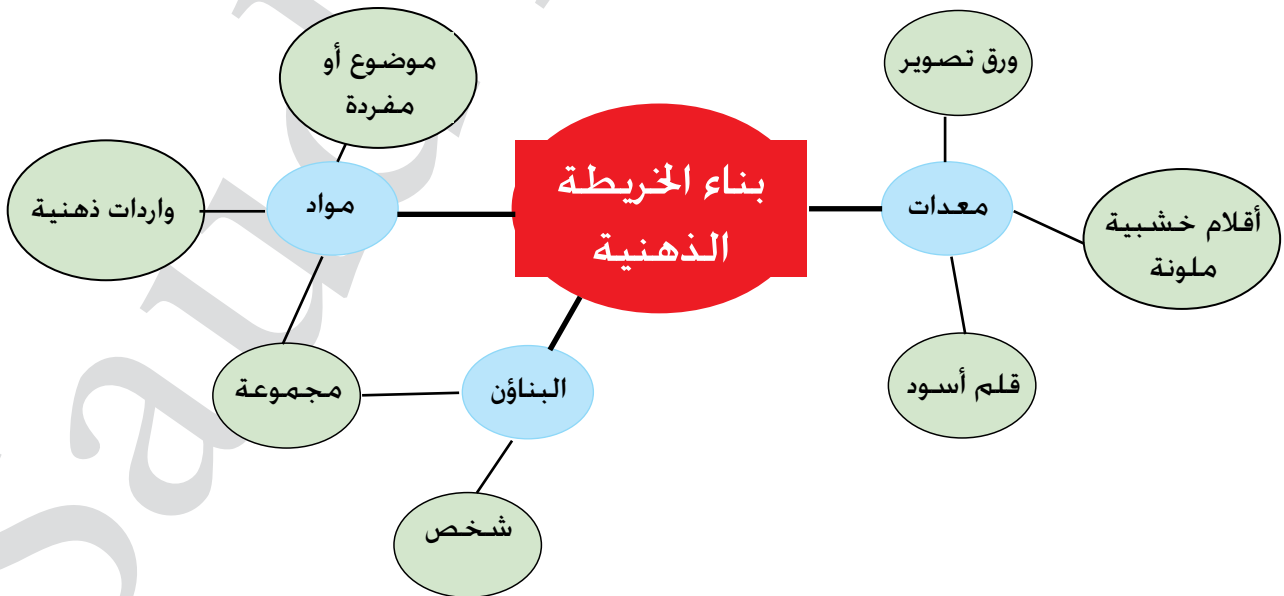 بناء الخريطة
الذهنية
معدات
ورق تصوير
أقلام خشبية
ملونة
قلم أسود
البناؤن
شخص
مجموعة
مواد
موضوع أو
مفردة
واردات ذهنية